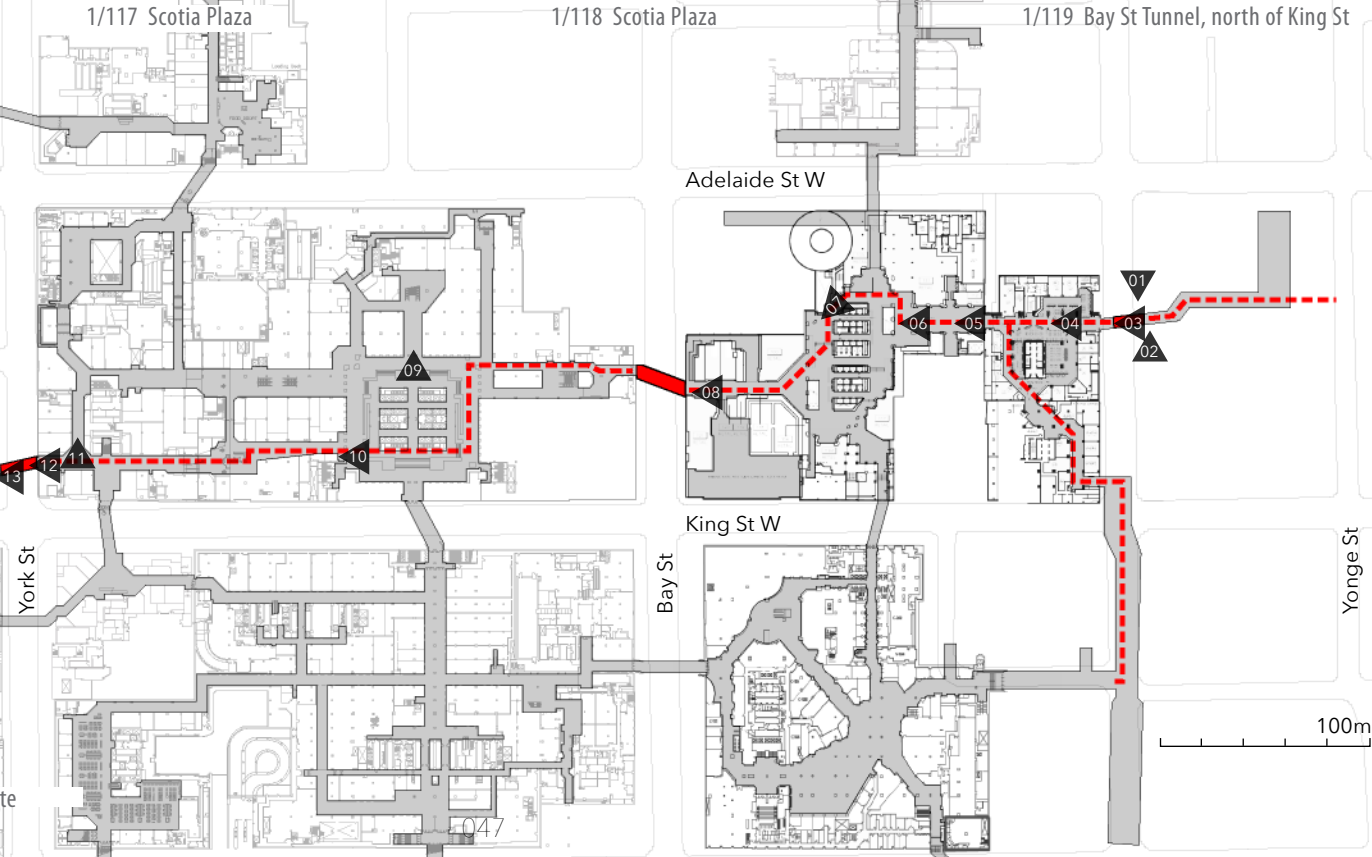 1/117 Scotia Plaza
1/118 Scotia Plaza
1/119 Bay St Tunnel, north of King St
Adelaide St W
01
02
03
04
05
06
07
08
09
10
11
12
13
King St W
York St
Bay St
Yonge St
100m
te
047